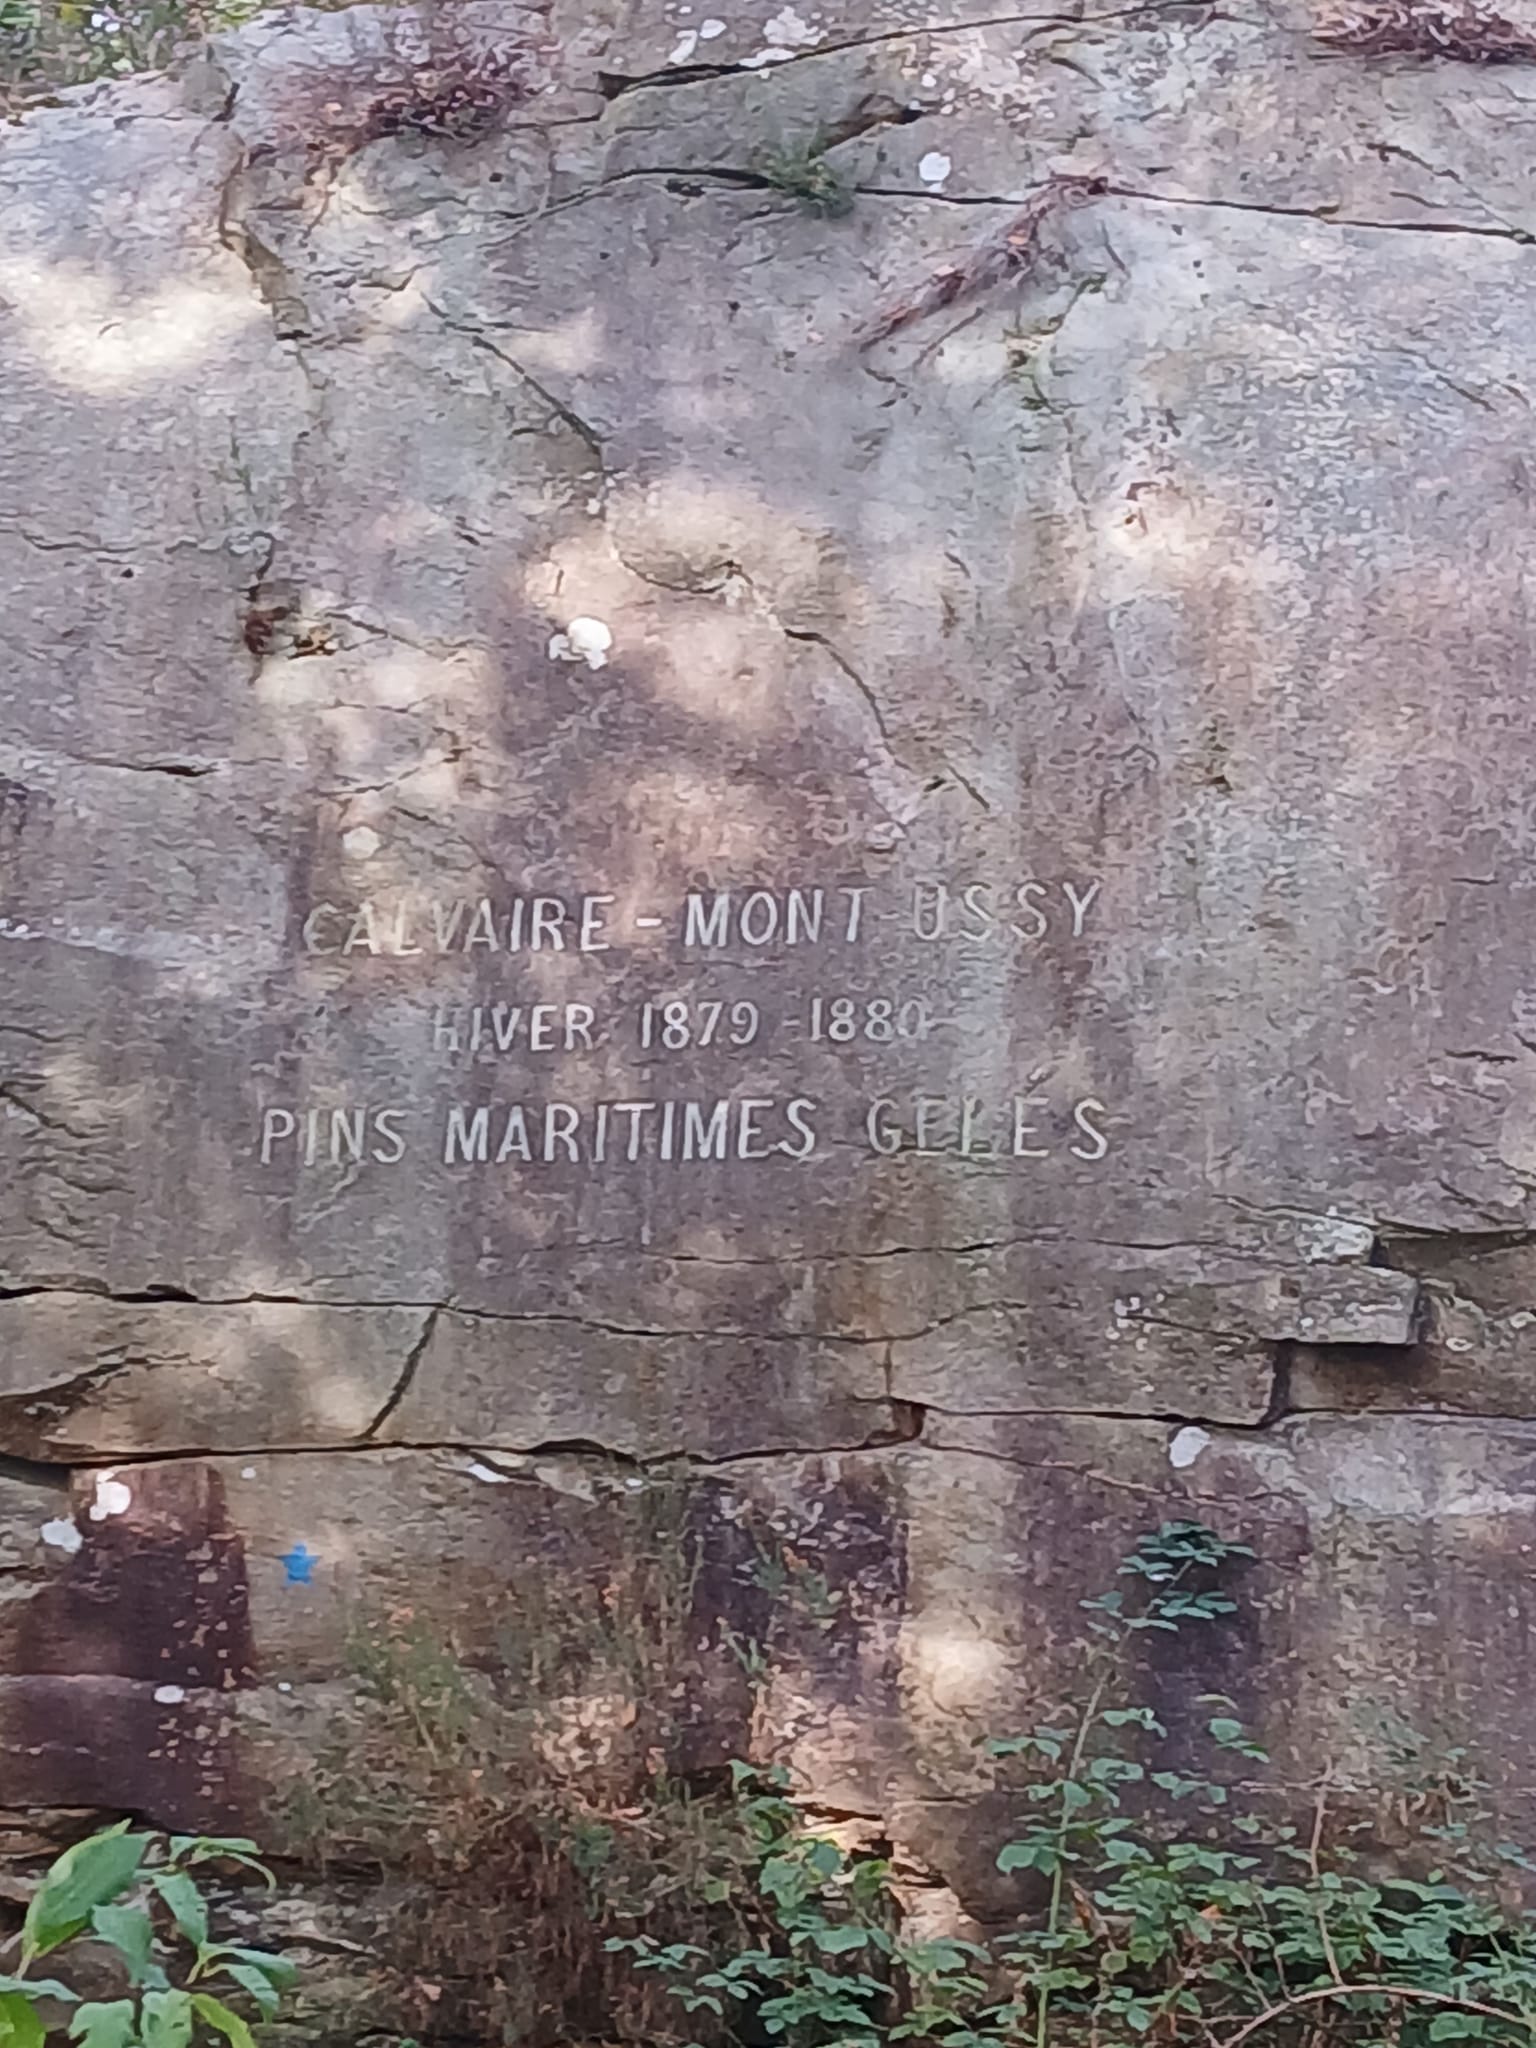 CALVAIRE - MONT USSY
HIVER 1879-1880
PINS MARITIMES GELÉS